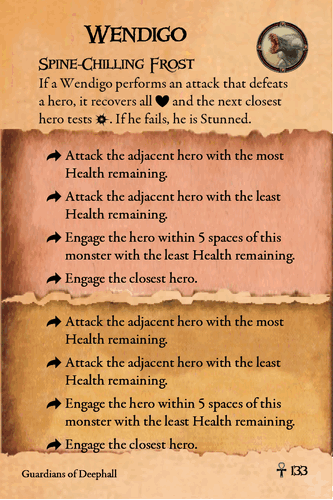 Wendigo
Spine-Chilling Frost
If a Wendigo performs an attack that defeats
a hero, it recovers all ♥ and the next closest
hero tests . If he fails, he is Stunned.
Attack the adjacent hero with the most
Health remaining.
Attack the adjacent hero with the least
Health remaining.
Engage the hero within 5 spaces of this
monster with the least Health remaining.
Engage the closest hero.
Attack the adjacent hero with the most
Health remaining.
Attack the adjacent hero with the least
Health remaining.
Engage the hero within 5 spaces of this
monster with the least Health remaining.
Engage the closest hero.
Guardians of Deephall
133